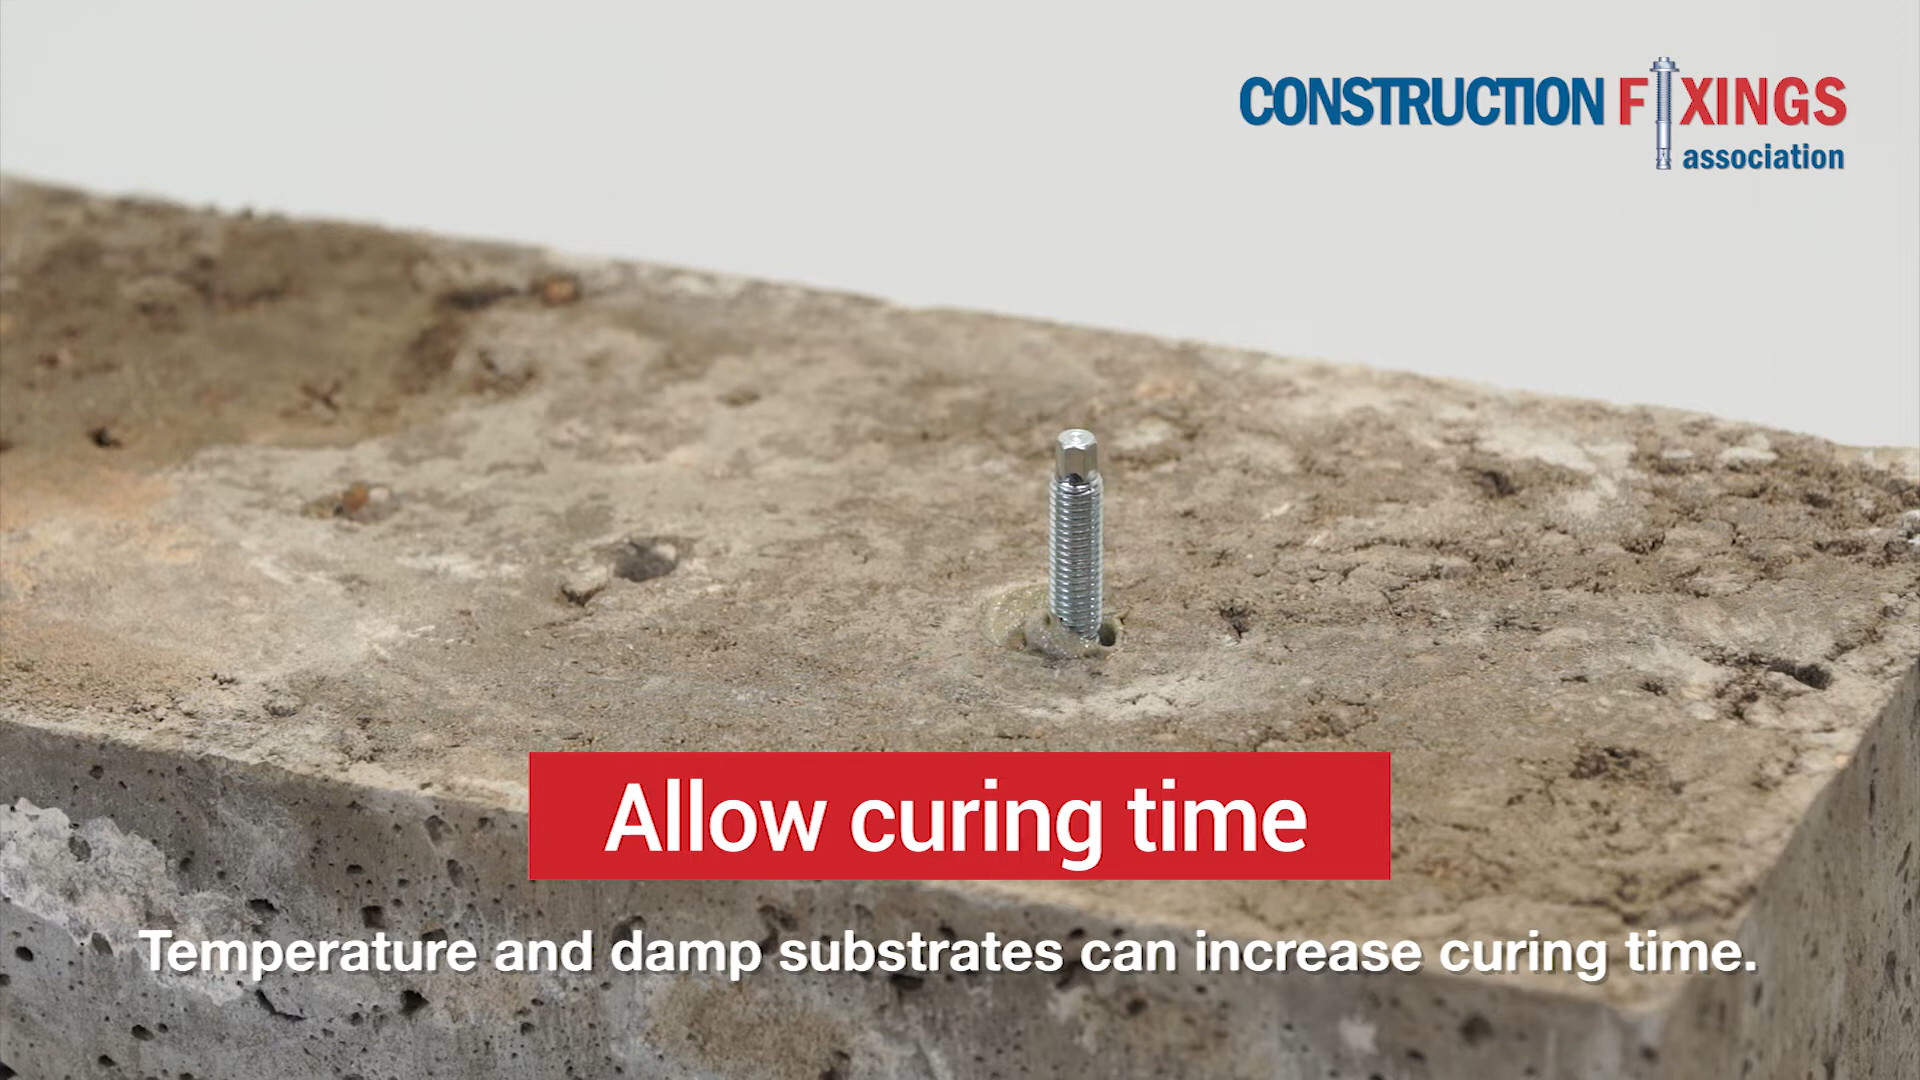 CONSTRUCTION FIXINGS
association
Allow curing time
Temperature and damp substrates can increase curing time.